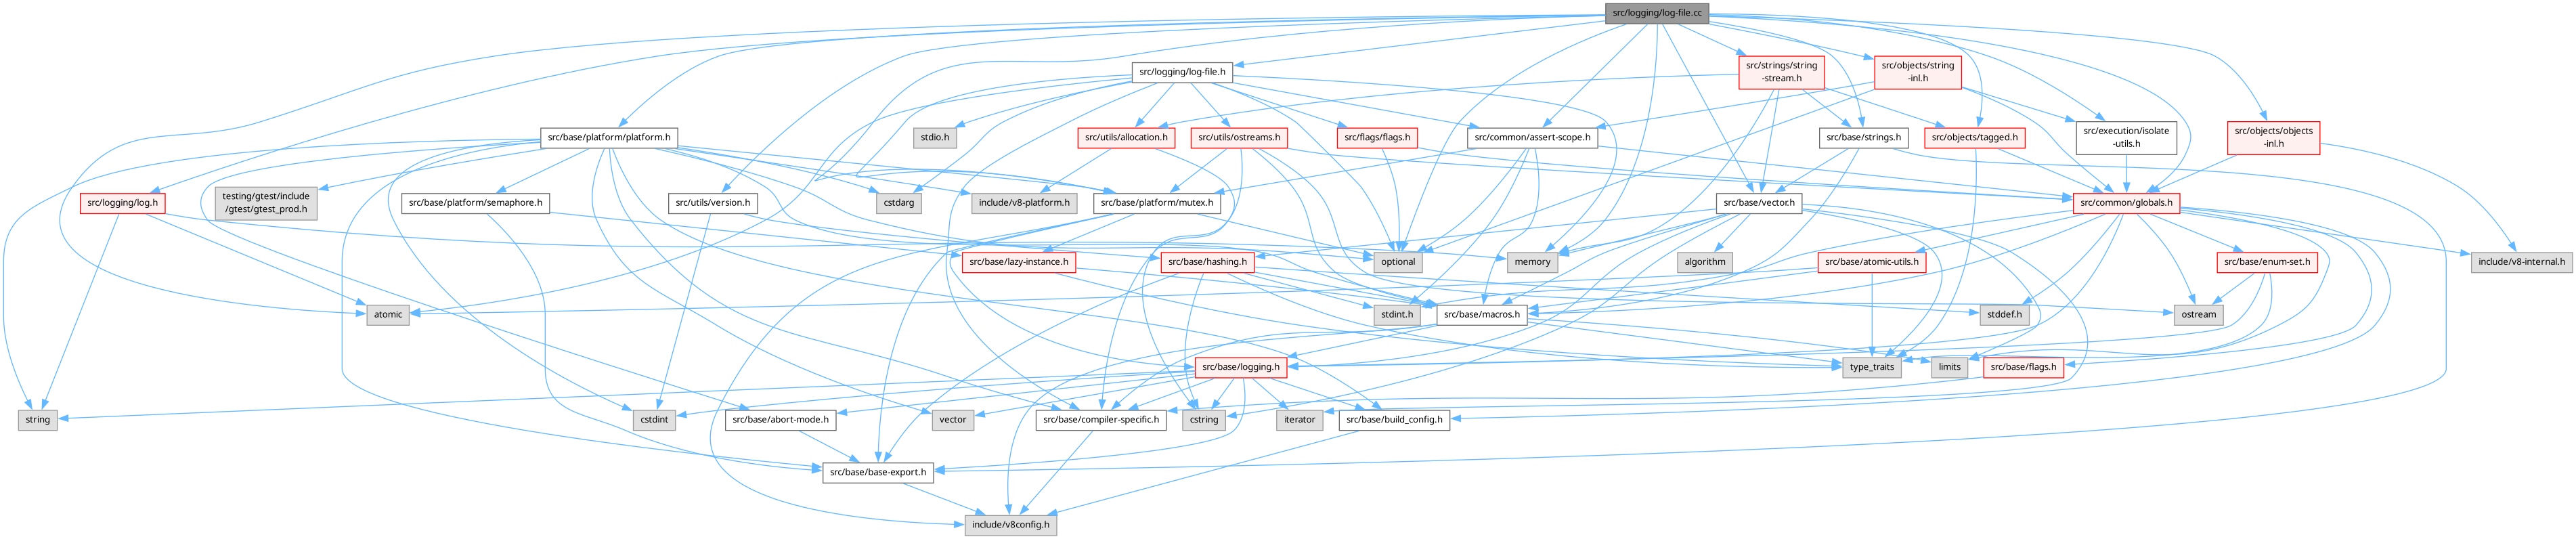 src/logging/log-file.cc
src/logging/log-file.h
src/strings/string
-stream.h
src/objects/string
-inl.h
src/base/platform/platform.h
stdio.h
src/utils/allocation.h
src/utils/ostreams.h
src/flags/flags.h
src/common/assert-scope.h
src/base/strings.h
src/objects/tagged.h
src/execution/isolate
-utils.h
src/objects/objects
-inl.h
src/logging/log.h
testing/gtest/include
/gtest/gtest_prod.h
src/base/platform/semaphore.h
src/utils/version.h
cstdarg
include/v8-platform.h
src/base/platform/mutex.h
src/base/vector.h
src/common/globals.h
src/base/lazy-instance.h
src/base/hashing.h
optional
memory
algorithm
src/base/atomic-utils.h
src/base/enum-set.h
include/v8-internal.h
atomic
stdint.h
src/base/macros.h
stddef.h
ostream
src/base/logging.h
type_traits
limits
src/base/flags.h
string
cstdint
src/base/abort-mode.h
vector
src/base/compiler-specific.h
cstring
iterator
src/base/build_config.h
src/base/base-export.h
include/v8config.h